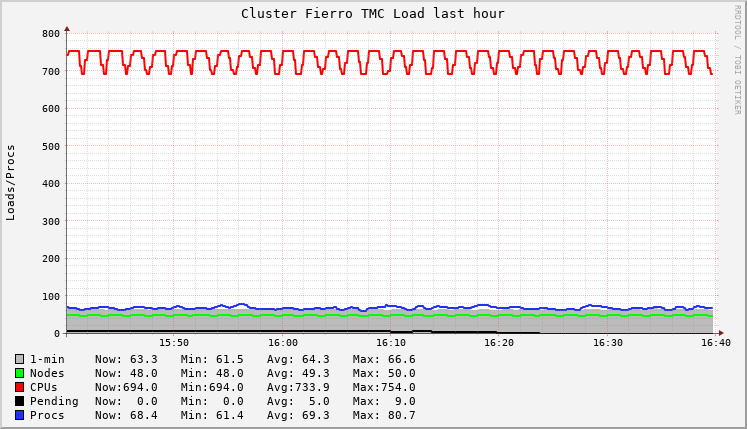 Cluster Fierro TMC Load last hour
RRDTOOL / TOBI OETIKER
Loads/Procs
800
700
600
500
400
300
200
100
0
15:50 16:00 16:10 16:20 16:30 16:40
1-min Now: 63.3 Min: 61.5 Avg: 64.3 Max: 66.6
Nodes Now: 48.0 Min: 48.0 Avg: 49.3 Max: 50.0
CPUs Now:694.0 Min:694.0 Avg:733.9 Max:754.0
Pending Now: 0.0 Min: 0.0 Avg: 5.0 Max: 9.0
Procs Now: 68.4 Min: 61.4 Avg: 69.3 Max: 80.7